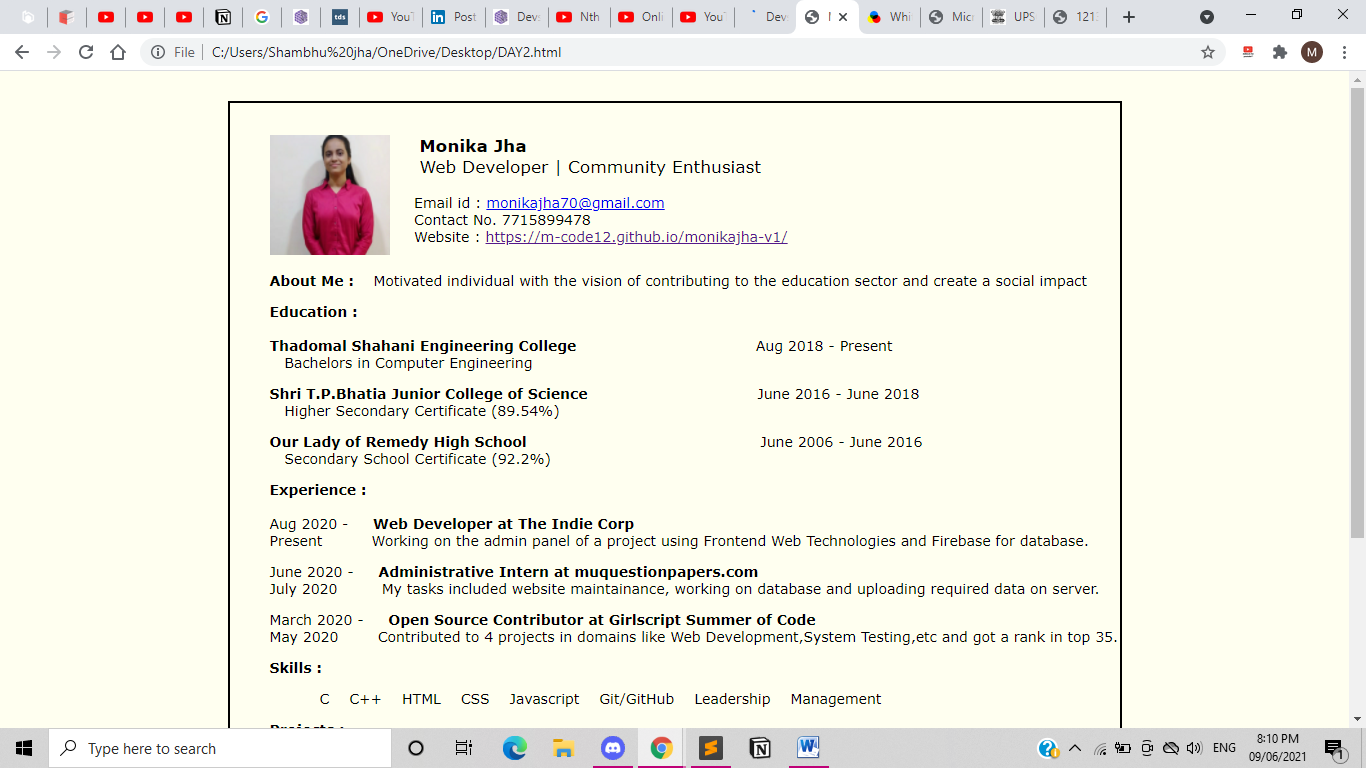 YouT
Post
Devs
Nth
Onli
YouT
Dev
Whi
Micr
UPS
121
File
C:/Users/Shambhu%20jha/OneDrive/Desktop/DAY2.html
M
Monika Jha
Web Developer | Community Enthusiast
Email id : monikajha70@gmail.com
Contact No. 7715899478
Website : https://m-code12.github.io/monikajha-v1/
About Me : Motivated individual with the vision of contributing to the education sector and create a social impact
Education :
Thadomal Shahani Engineering College Aug 2018 - Present
Bachelors in Computer Engineering
Shri T.P.Bhatia Junior College of Science June 2016 - June 2018
Higher Secondary Certificate (89.54%)
Our Lady of Remedy High School June 2006 - June 2016
Secondary School Certificate (92.2%)
Experience :
Aug 2020 - Web Developer at The Indie Corp
Present Working on the admin panel of a project using Frontend Web Technologies and Firebase for database.
June 2020 - Administrative Intern at muquestionpapers.com
July 2020 My tasks included website maintainance, working on database and uploading required data on server.
March 2020 - Open Source Contributor at Girlscript Summer of Code
May 2020 Contributed to 4 projects in domains like Web Development,System Testing,etc and got a rank in top 35.
Skills :
C C++ HTML CSS Javascript Git/GitHub Leadership Management
Projects :
Type here to search
ENG
8:10 PM
09/06/2021